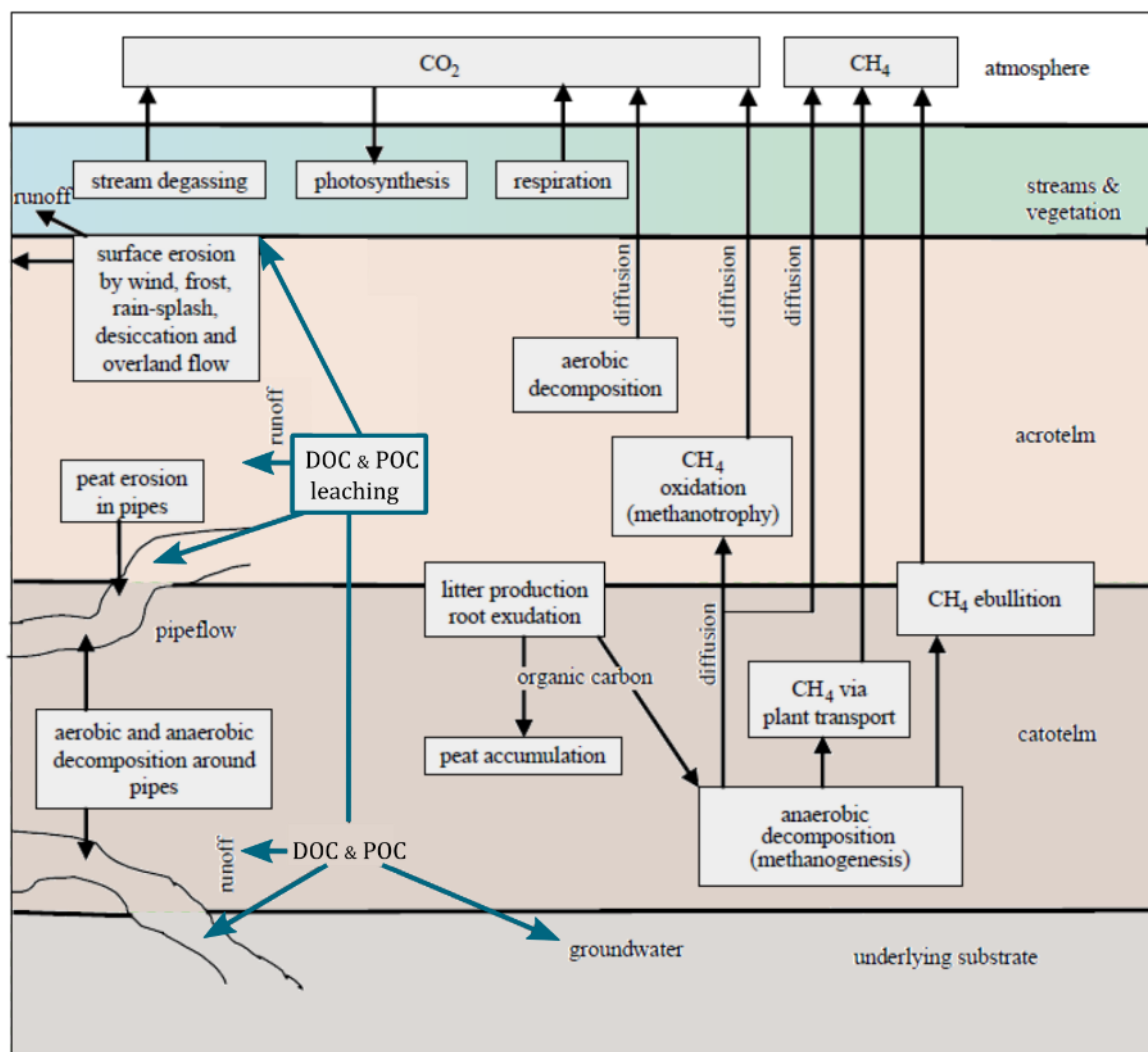 CO₂
CH₄
atmosphere
stream degassing
photosynthesis
respiration
streams &
vegetation
runoff
surface erosion
by wind, frost,
rain-splash,
desiccation and
overland flow
diffusion
diffusion
diffusion
aerobic
decomposition
runoff
DOC & POC
leaching
acrotelm
peat erosion
in pipes
CH₄
oxidation
(methanotrophy)
litter production
root exudation
CH₄ ebullition
pipeflow
diffusion
organic carbon
CH₄ via
plant transport
aerobic and anaerobic
decomposition around
pipes
peat accumulation
catotelm
anaerobic
decomposition
(methanogenesis)
runoff
DOC & POC
groundwater
underlying substrate